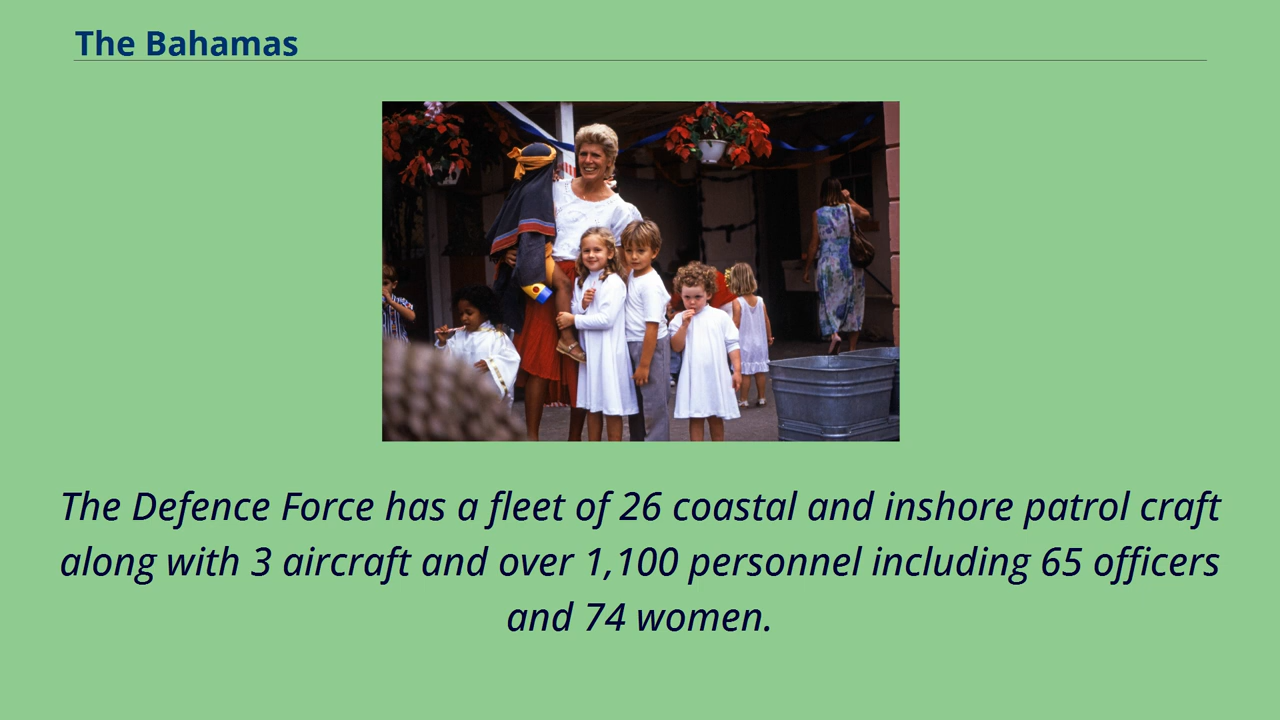 The Bahamas
The Defence Force has a fleet of 26 coastal and inshore patrol craft
along with 3 aircraft and over 1,100 personnel including 65 officers
and 74 women.